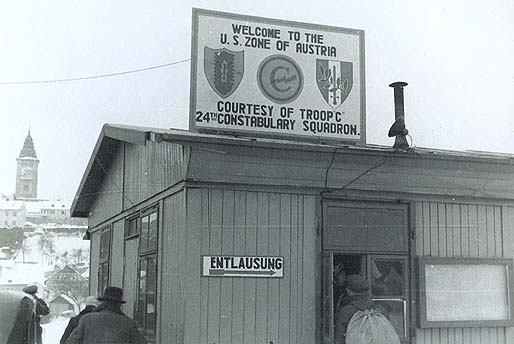 WELCOME TO THE
U.S. ZONE OF AUSTRIA
C
COURTESY OF TROOP "C"
24TH CONSTABULARY SQUADRON.
ENTLAUSUNG